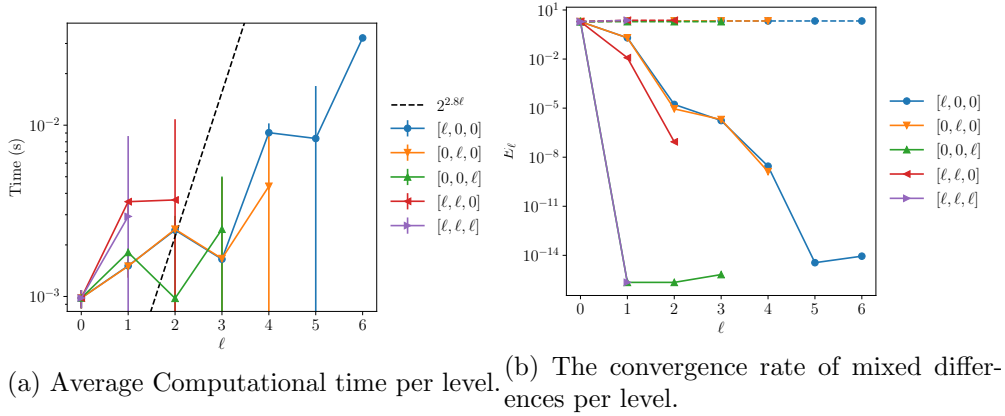 10⁻²
10⁻³
Time (s)
0 1 2 3 4 5 6
ℓ
2^{2.8ℓ}
[ℓ, 0, 0]
[0, ℓ, 0]
[0, 0, ℓ]
[ℓ, ℓ, 0]
[ℓ, ℓ, ℓ]
(a) Average Computational time per level.
10¹
10⁻²
10⁻⁵
10⁻⁸
10⁻¹¹
10⁻¹⁴
E_ℓ
0 1 2 3 4 5 6
ℓ
[ℓ, 0, 0]
[0, ℓ, 0]
[0, 0, ℓ]
[ℓ, ℓ, 0]
[ℓ, ℓ, ℓ]
(b) The convergence rate of mixed differ-
ences per level.